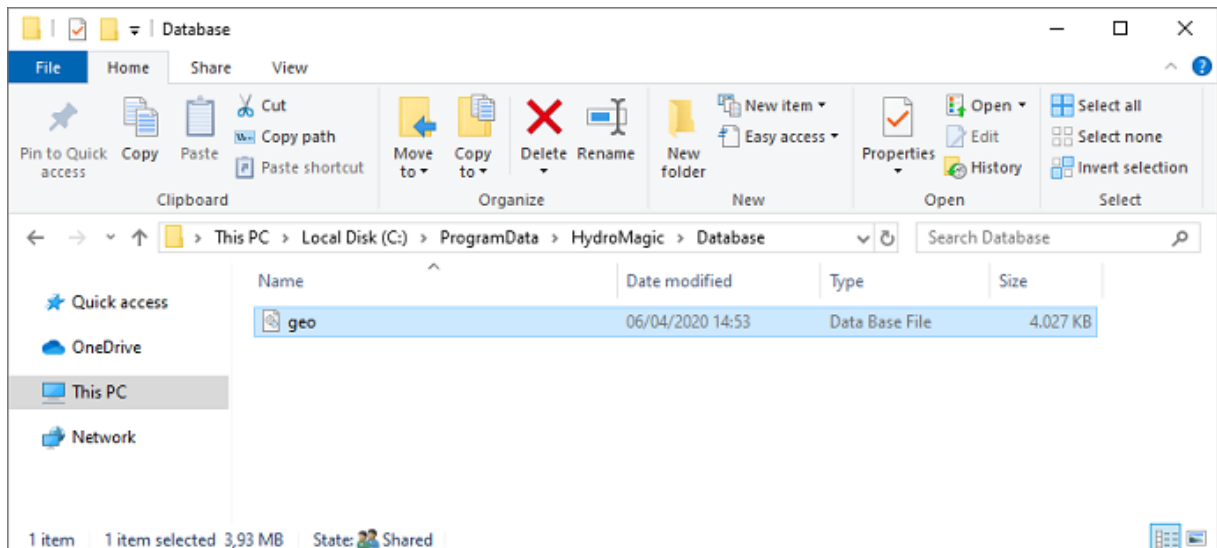 Database
File Home Share View
Pin to Quick access
Copy
Paste
Cut
Copy path
Paste shortcut
Clipboard
Move to
Copy to
Delete
Rename
Organize
New folder
New item
Easy access
New
Properties
Open
Edit
History
Open
Select all
Select none
Invert selection
Select
This PC > Local Disk (C:) > ProgramData > HydroMagic > Database
Search Database
Quick access
OneDrive
This PC
Network
Name Date modified Type Size
geo 06/04/2020 14:53 Data Base File 4.027 KB
1 item 1 item selected 3,93 MB State: Shared